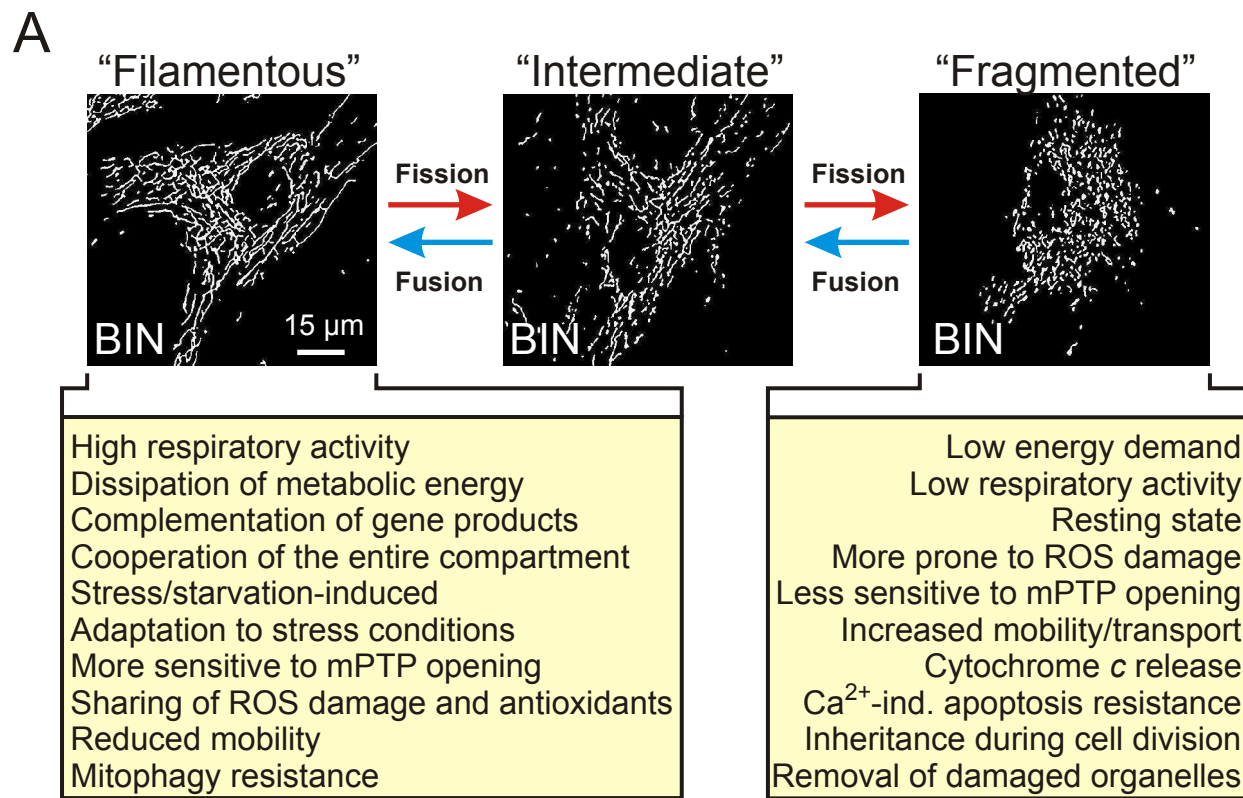 A
“Filamentous”
“Intermediate”
“Fragmented”
Fission
Fusion
Fission
Fusion
BIN
15 µm
BIN
BIN
High respiratory activity
Dissipation of metabolic energy
Complementation of gene products
Cooperation of the entire compartment
Stress/starvation-induced
Adaptation to stress conditions
More sensitive to mPTP opening
Sharing of ROS damage and antioxidants
Reduced mobility
Mitophagy resistance
Low energy demand
Low respiratory activity
Resting state
More prone to ROS damage
Less sensitive to mPTP opening
Increased mobility/transport
Cytochrome c release
Ca²⁺-ind. apoptosis resistance
Inheritance during cell division
Removal of damaged organelles